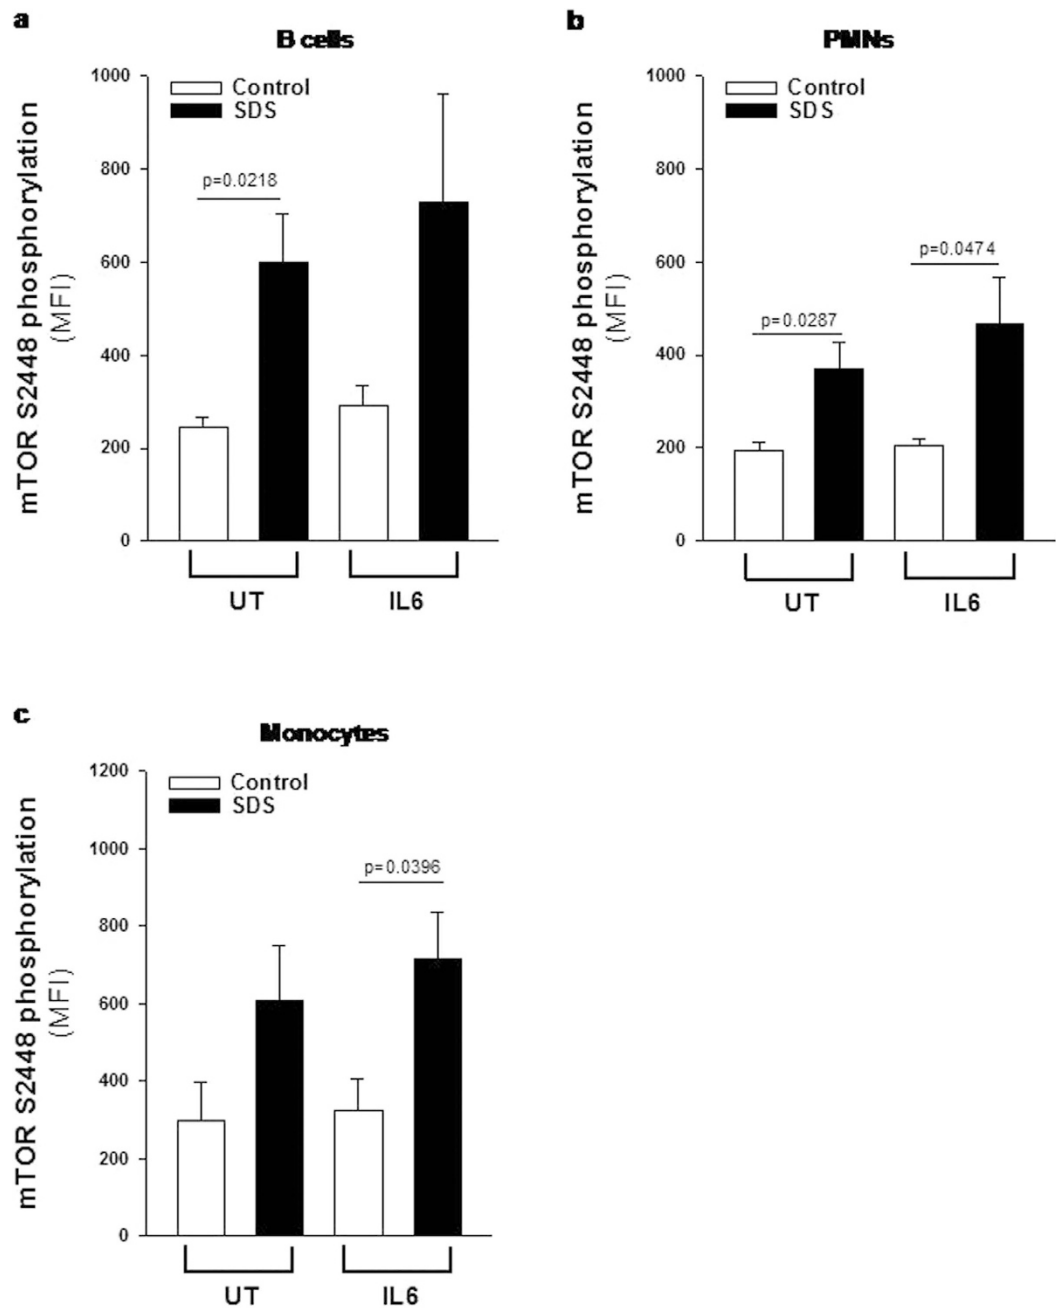 a
B cells
mTOR S2448 phosphorylation
(MFI)
1000
800
600
400
200
0
Control
SDS
p=0.0218
UT
IL6
b
PMNs
mTOR S2448 phosphorylation
(MFI)
1000
800
600
400
200
0
Control
SDS
p=0.0287
p=0.0474
UT
IL6
c
Monocytes
mTOR S2448 phosphorylation
(MFI)
1200
1000
800
600
400
200
0
Control
SDS
p=0.0396
UT
IL6